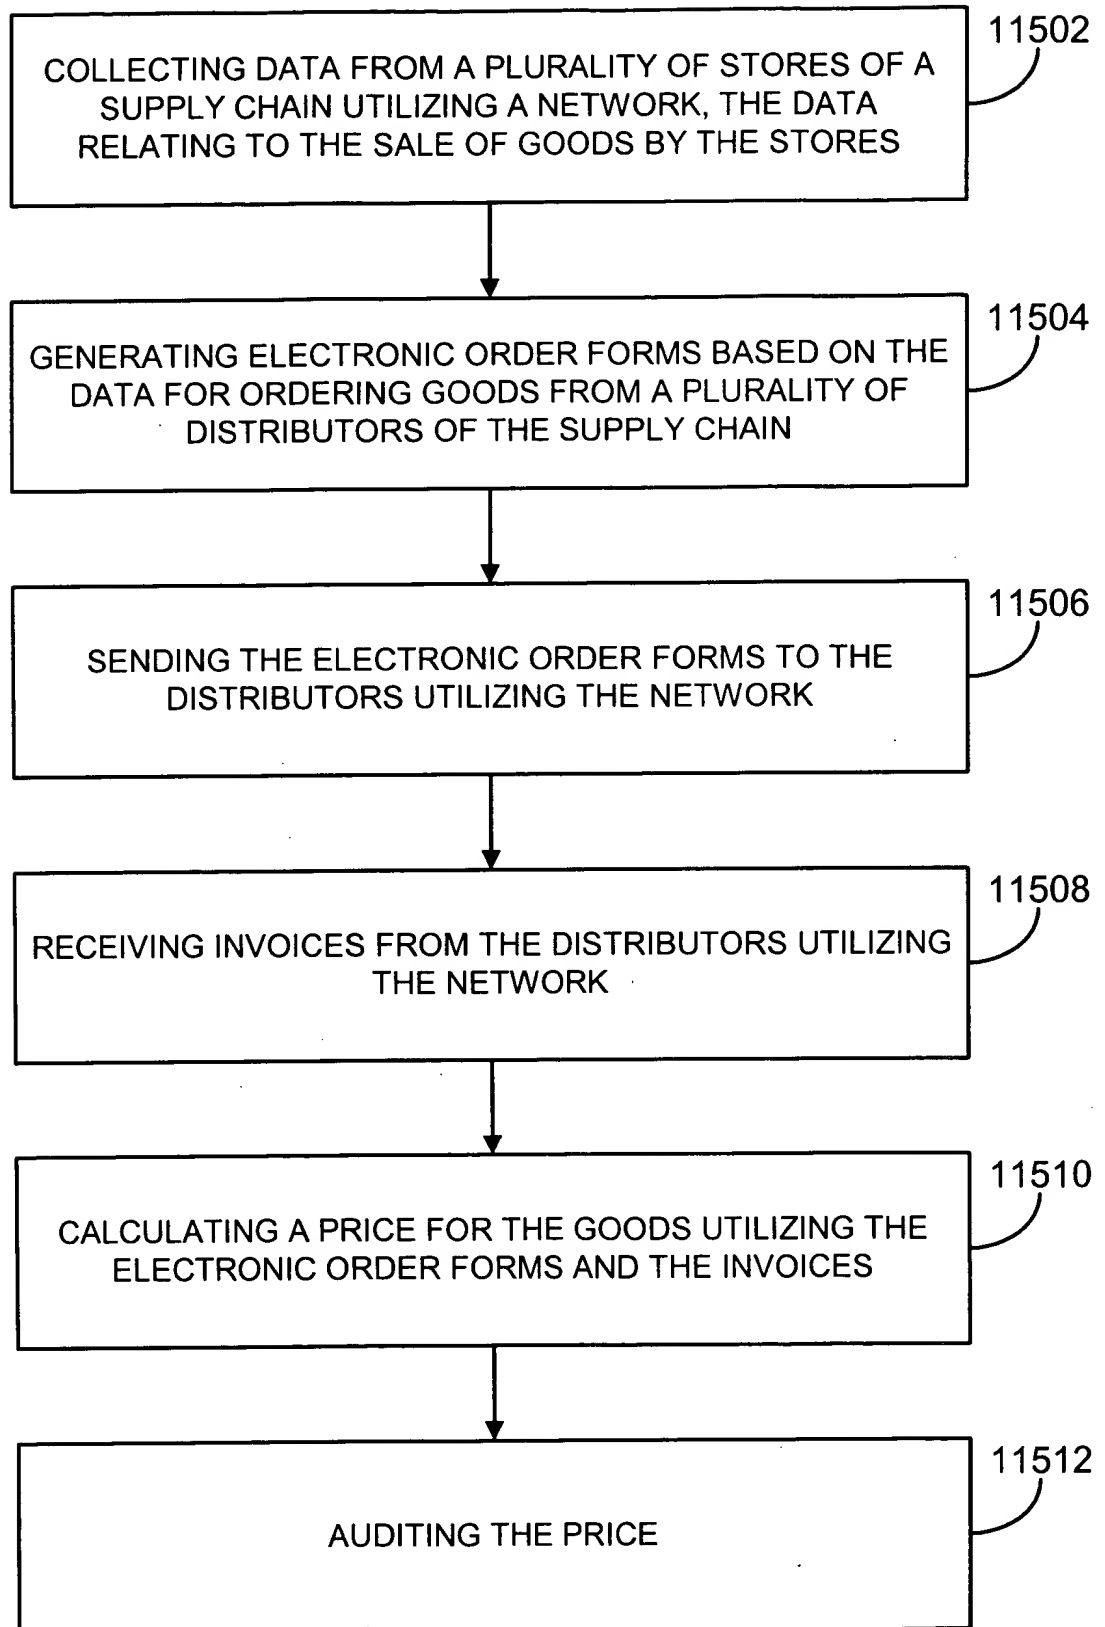 11502
COLLECTING DATA FROM A PLURALITY OF STORES OF A
SUPPLY CHAIN UTILIZING A NETWORK, THE DATA
RELATING TO THE SALE OF GOODS BY THE STORES
11504
GENERATING ELECTRONIC ORDER FORMS BASED ON THE
DATA FOR ORDERING GOODS FROM A PLURALITY OF
DISTRIBUTORS OF THE SUPPLY CHAIN
11506
SENDING THE ELECTRONIC ORDER FORMS TO THE
DISTRIBUTORS UTILIZING THE NETWORK
11508
RECEIVING INVOICES FROM THE DISTRIBUTORS UTILIZING
THE NETWORK
11510
CALCULATING A PRICE FOR THE GOODS UTILIZING THE
ELECTRONIC ORDER FORMS AND THE INVOICES
11512
AUDITING THE PRICE